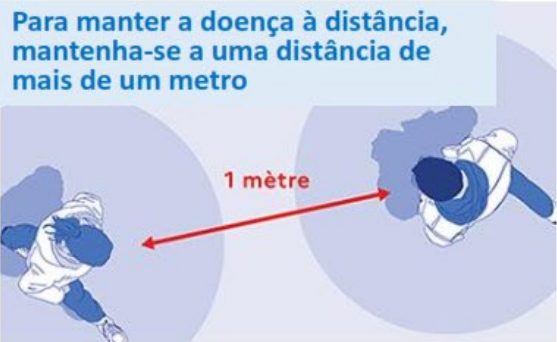 Para manter a doença à distância,
mantenha-se a uma distância de
mais de um metro
1 mètre